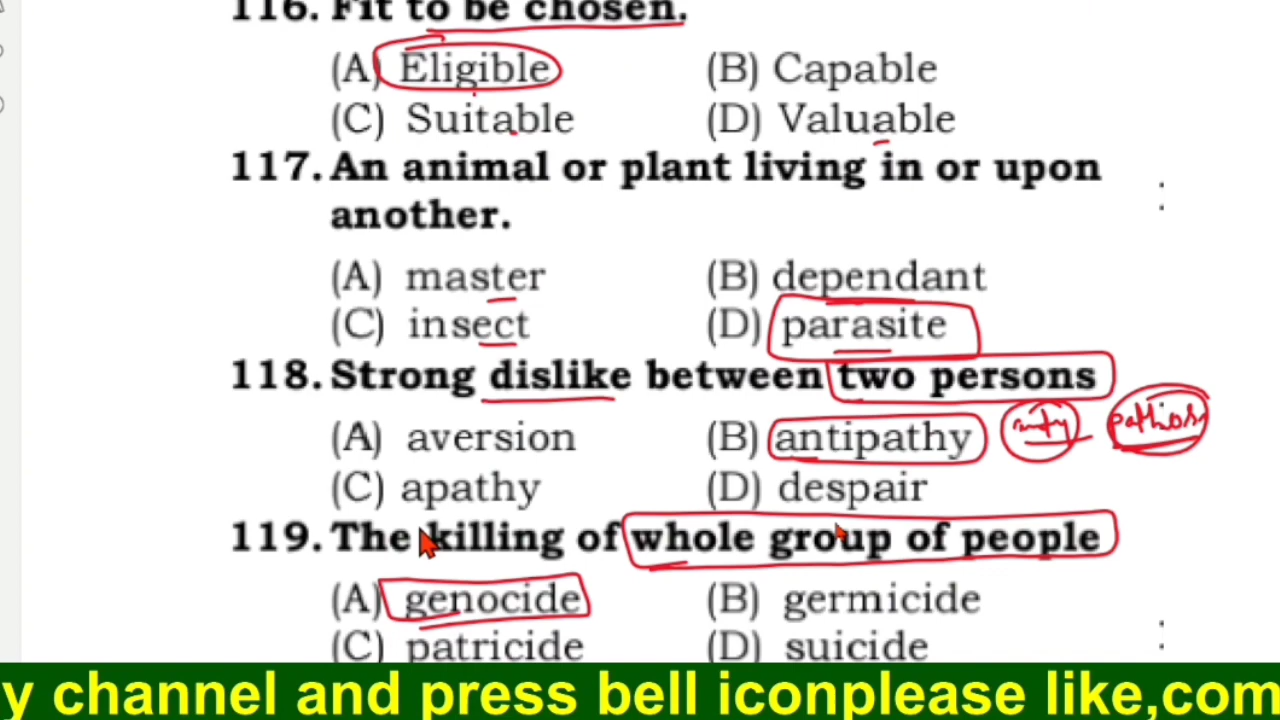 116. Fit to be chosen.
(A) Eligible (B) Capable
(C) Suitable (D) Valuable
117. An animal or plant living in or upon
another.
(A) master (B) dependant
(C) insect (D) parasite
118. Strong dislike between two persons
(A) aversion (B) antipathy
(C) apathy (D) despair
119. The killing of whole group of people
(A) genocide (B) germicide
(C) patricide (D) suicide
y channel and press bell iconplease like,com